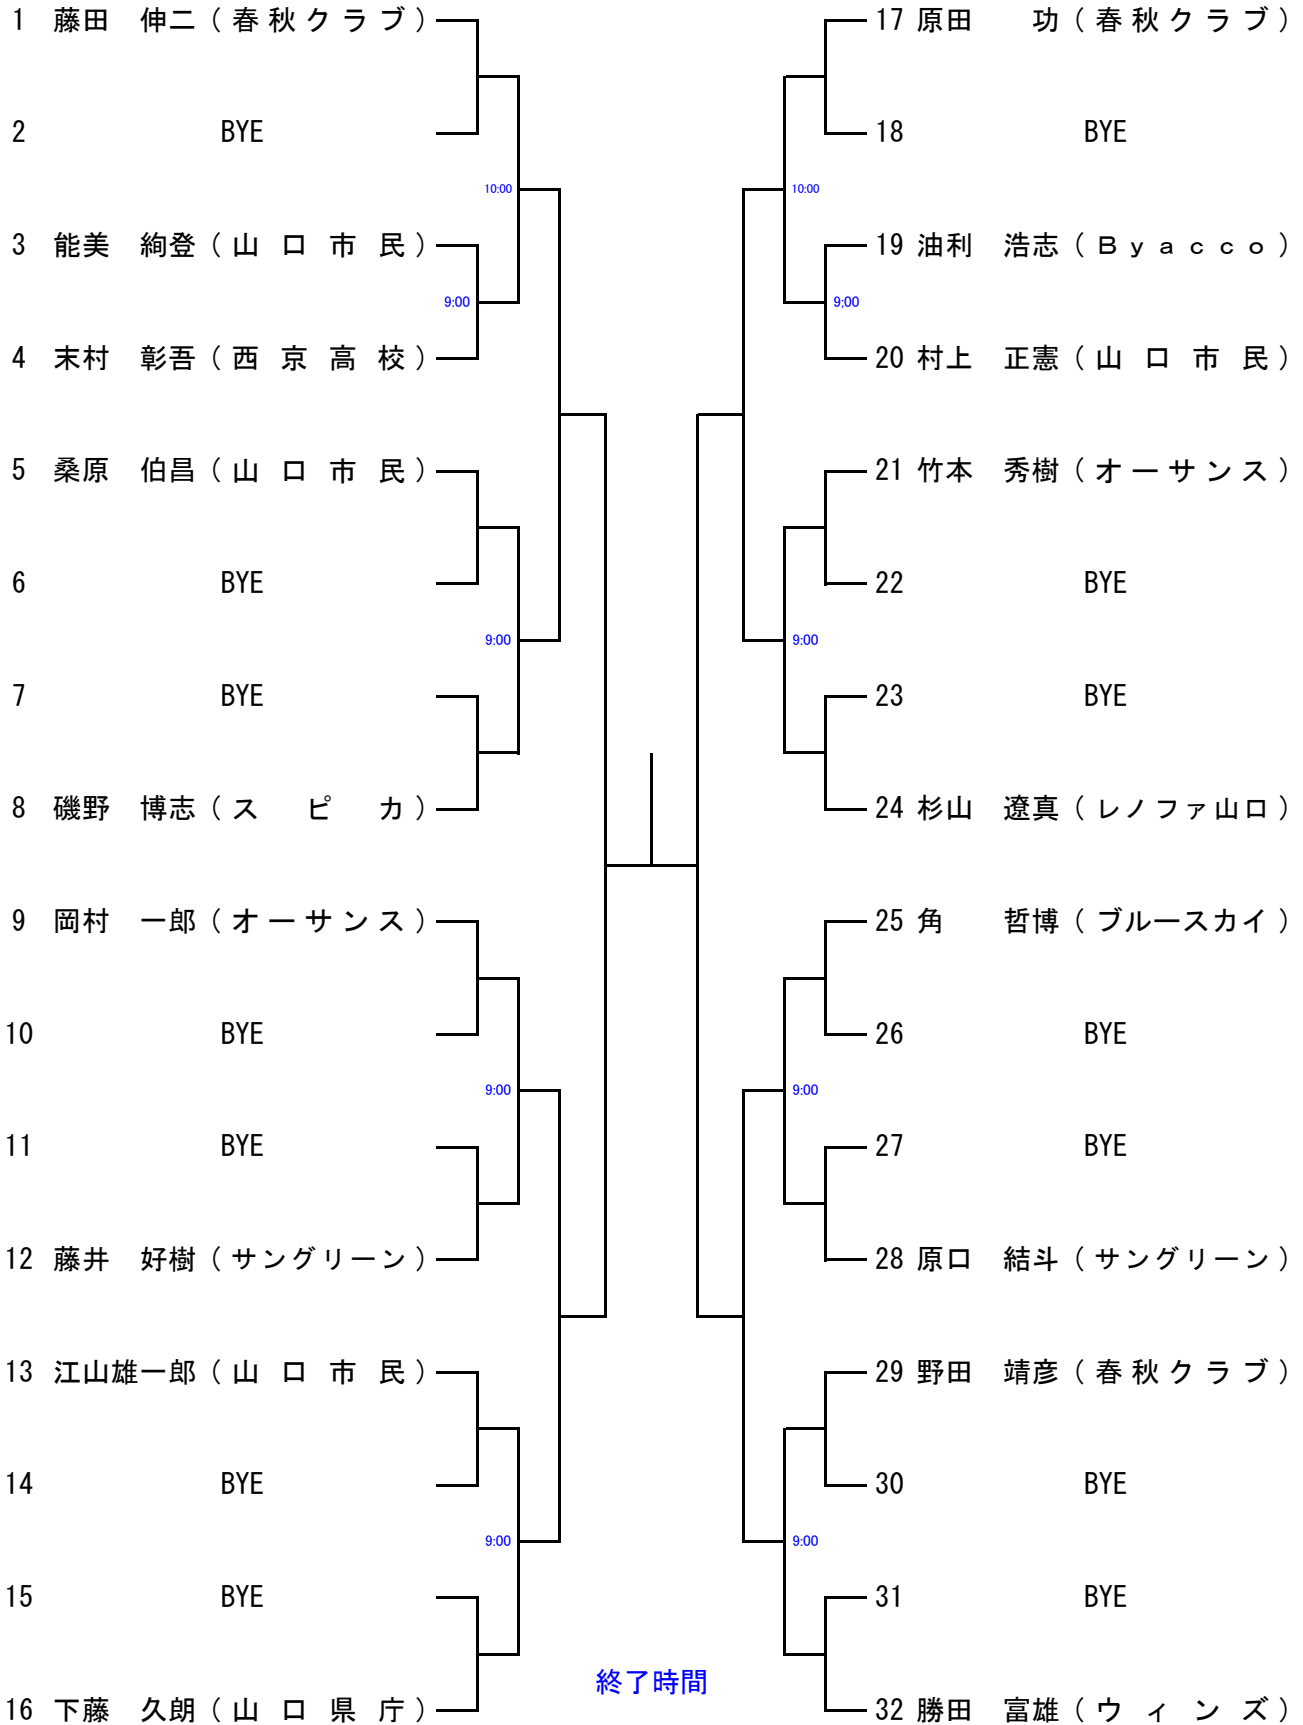 1 藤田 伸二(春秋クラブ)
2 BYE
10:00
3 能美 絢登(山口市民)
9:00
4 末村 彰吾(西京高校)
5 桑原 伯昌(山口市民)
6 BYE
9:00
7 BYE
8 磯野 博志(スピカ)
9 岡村 一郎(オーサンス)
10 BYE
9:00
11 BYE
12 藤井 好樹(サングリーン)
13 江山雄一郎(山口市民)
14 BYE
9:00
15 BYE
16 下藤 久朗(山口県庁)
17 原田 功(春秋クラブ)
18 BYE
10:00
19 油利 浩志(Byacco)
9;00
20 村上 正憲(山口市民)
21 竹本 秀樹(オーサンス)
22 BYE
9:00
23 BYE
24 杉山 遼真(レノファ山口)
25 角 哲博(ブルースカイ)
26 BYE
9:00
27 BYE
28 原口 結斗(サングリーン)
29 野田 靖彦(春秋クラブ)
30 BYE
9:00
31 BYE
32 勝田 富雄(ウィンズ)
終了時間